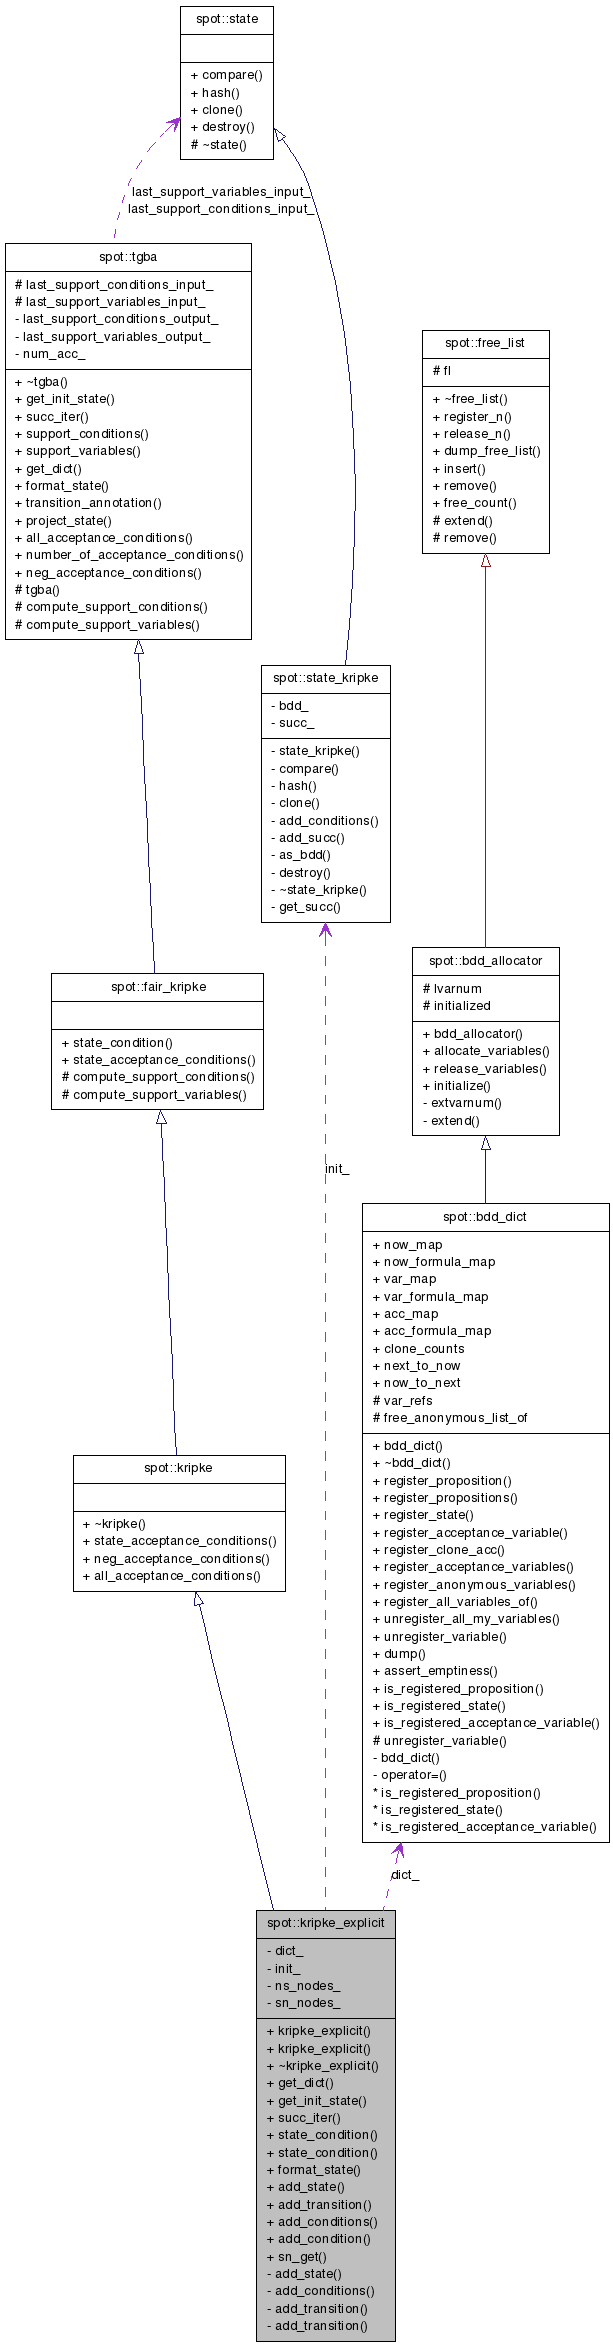 spot::state
+ compare()
+ hash()
+ clone()
+ destroy()
# ~state()
last_support_variables_input_
last_support_conditions_input_
spot::tgba
# last_support_conditions_input_
# last_support_variables_input_
- last_support_conditions_output_
- last_support_variables_output_
- num_acc_
+ ~tgba()
+ get_init_state()
+ succ_iter()
+ support_conditions()
+ support_variables()
+ get_dict()
+ format_state()
+ transition_annotation()
+ project_state()
+ all_acceptance_conditions()
+ number_of_acceptance_conditions()
+ neg_acceptance_conditions()
# tgba()
# compute_support_conditions()
# compute_support_variables()
spot::free_list
# fl
+ ~free_list()
+ register_n()
+ release_n()
+ dump_free_list()
+ insert()
+ remove()
+ free_count()
# extend()
# remove()
spot::state_kripke
- bdd_
- succ_
- state_kripke()
- compare()
- hash()
- clone()
- add_conditions()
- add_succ()
- as_bdd()
- destroy()
- ~state_kripke()
- get_succ()
spot::bdd_allocator
# lvarnum
# initialized
+ bdd_allocator()
+ allocate_variables()
+ release_variables()
+ initialize()
- extvarnum()
- extend()
spot::fair_kripke
+ state_condition()
+ state_acceptance_conditions()
# compute_support_conditions()
# compute_support_variables()
init_
spot::bdd_dict
+ now_map
+ now_formula_map
+ var_map
+ var_formula_map
+ acc_map
+ acc_formula_map
+ clone_counts
+ next_to_now
+ now_to_next
# var_refs
# free_anonymous_list_of
+ bdd_dict()
+ ~bdd_dict()
+ register_proposition()
+ register_propositions()
+ register_state()
+ register_acceptance_variable()
+ register_clone_acc()
+ register_acceptance_variables()
+ register_anonymous_variables()
+ register_all_variables_of()
+ unregister_all_my_variables()
+ unregister_variable()
+ dump()
+ assert_emptiness()
+ is_registered_proposition()
+ is_registered_state()
+ is_registered_acceptance_variable()
# unregister_variable()
- bdd_dict()
- operator=()
* is_registered_proposition()
* is_registered_state()
* is_registered_acceptance_variable()
spot::kripke
+ ~kripke()
+ state_acceptance_conditions()
+ neg_acceptance_conditions()
+ all_acceptance_conditions()
dict_
spot::kripke_explicit
- dict_
- init_
- ns_nodes_
- sn_nodes_
+ kripke_explicit()
+ kripke_explicit()
+ ~kripke_explicit()
+ get_dict()
+ get_init_state()
+ succ_iter()
+ state_condition()
+ state_condition()
+ format_state()
+ add_state()
+ add_transition()
+ add_conditions()
+ add_condition()
+ sn_get()
- add_state()
- add_conditions()
- add_transition()
- add_transition()